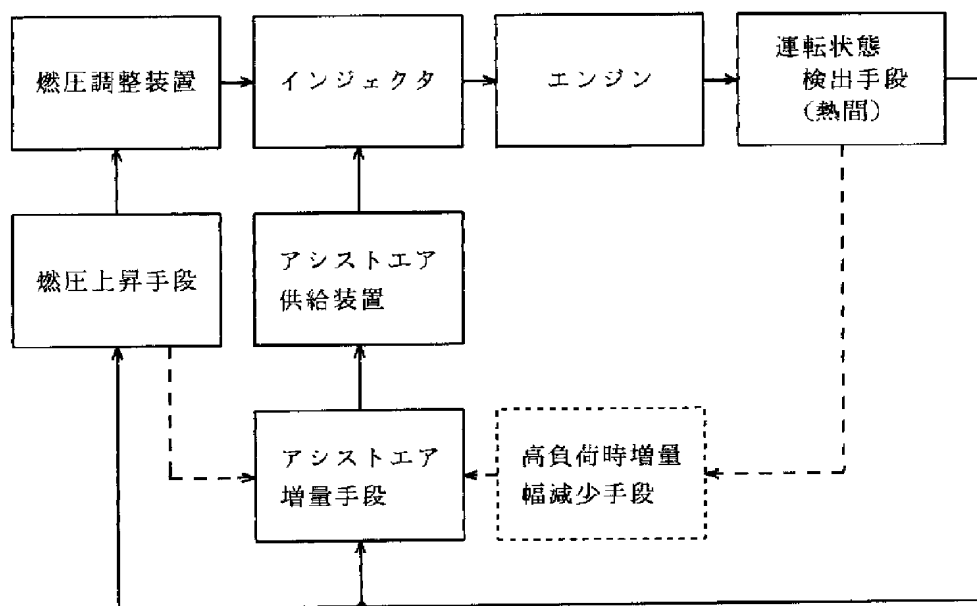 燃圧調整装置
インジェクタ
エンジン
運転状態
検出手段
(熱間)
燃圧上昇手段
アシストエア
供給装置
アシストエア
増量手段
高負荷時増量
幅減少手段